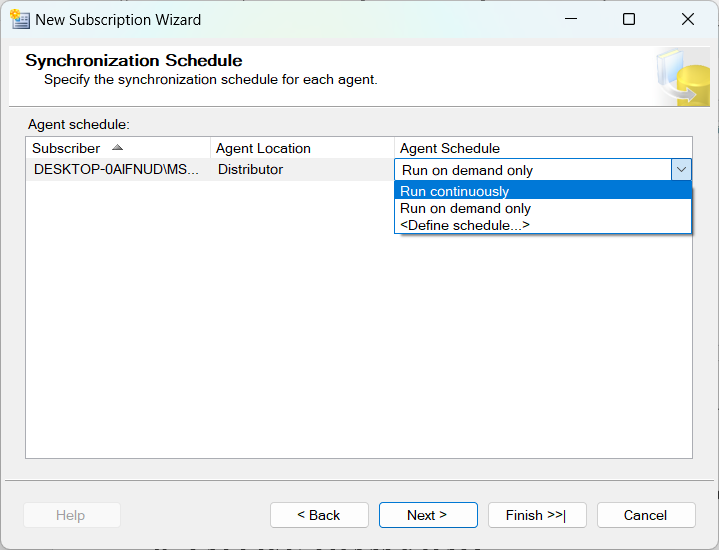 New Subscription Wizard
Synchronization Schedule
Specify the synchronization schedule for each agent.
Agent schedule:
Subscriber Agent Location Agent Schedule
DESKTOP-0AIFNUD\MS... Distributor Run on demand only
Run continuously
Run on demand only
<Define schedule...>
Help < Back Next > Finish >>| Cancel